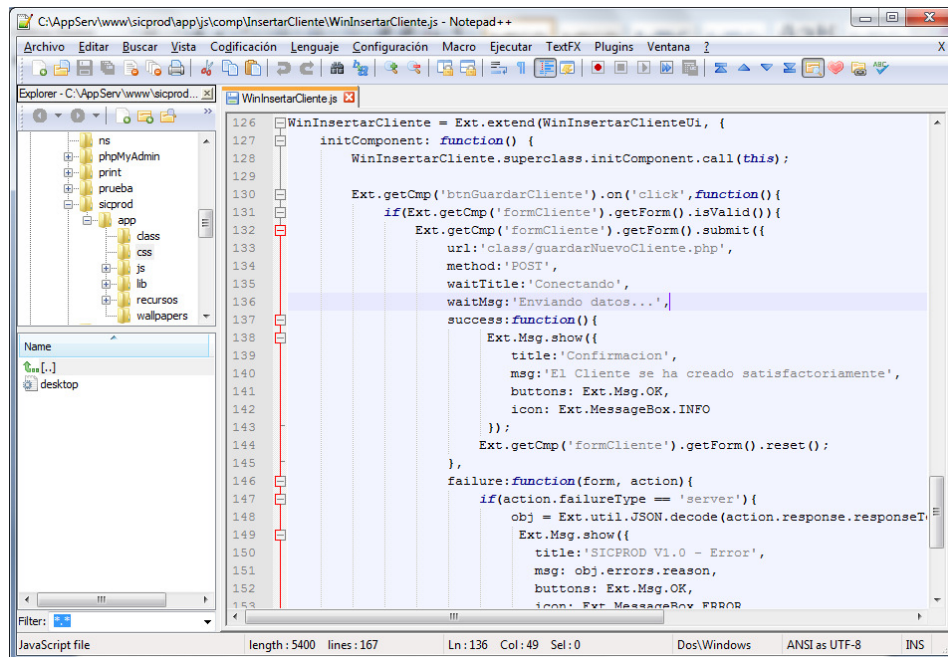 C:\AppServ\www\sicprod\app\js\comp\InsertarCliente\WinInsertarCliente.js - Notepad++
Archivo Editar Buscar Vista Codificación Lenguaje Configuración Macro Ejecutar TextFX Plugins Ventana ? X
Explorer - C:\AppServ\www\sicprod...
WinInsertarCliente.js
ns
phpMyAdmin
print
prueba
sicprod
app
class
css
js
lib
recursos
wallpapers
Name
[..]
desktop
Filter: *.*
126 WinInsertarCliente = Ext.extend(WinInsertarClienteUi, {
127 initComponent: function() {
128 WinInsertarCliente.superclass.initComponent.call(this);
129
130 Ext.getCmp('btnGuardarCliente').on('click',function(){
131 if(Ext.getCmp('formCliente').getForm().isValid()){
132 Ext.getCmp('formCliente').getForm().submit({
133 url:'class/guardarNuevoCliente.php',
134 method:'POST',
135 waitTitle:'Conectando',
136 waitMsg:'Enviando datos...',
137 success:function(){
138 Ext.Msg.show({
139 title:'Confirmacion',
140 msg:'El Cliente se ha creado satisfactoriamente',
141 buttons: Ext.Msg.OK,
142 icon: Ext.MessageBox.INFO
143 });
144 Ext.getCmp('formCliente').getForm().reset();
145 },
146 failure:function(form, action){
147 if(action.failureType == 'server'){
148 obj = Ext.util.JSON.decode(action.response.responseT
149 Ext.Msg.show({
150 title:'SICPROD V1.0 - Error',
151 msg: obj.errors.reason,
152 buttons: Ext.Msg.OK,
153 icon: Ext.MessageBox.ERROR
JavaScript file length : 5400 lines : 167 Ln : 136 Col : 49 Sel : 0 Dos\Windows ANSI as UTF-8 INS